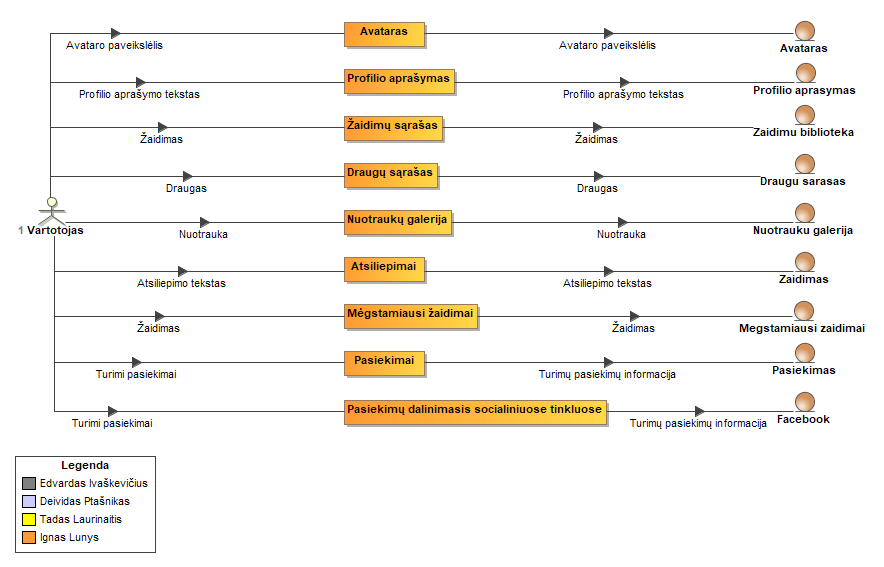 Avataras
Avataro paveikslėlis
Avataro paveikslėlis
Avataras
Profilio aprašymas
Profilio aprašymo tekstas
Profilio aprašymo tekstas
Profilio aprasymas
Žaidimų sąrašas
Žaidimas
Žaidimas
Zaidimu biblioteka
Draugų sąrašas
Draugas
Draugas
Draugu sarasas
1 Vartotojas
Nuotraukų galerija
Nuotrauka
Nuotrauka
Nuotrauku galerija
Atsiliepimai
Atsiliepimo tekstas
Atsiliepimo tekstas
Zaidimas
Mėgstamiausi žaidimai
Žaidimas
Žaidimas
Megstamiausi zaidimai
Pasiekimai
Turimi pasiekimai
Turimų pasiekimų informacija
Pasiekimas
Pasiekimų dalinimasis socialiniuose tinkluose
Turimi pasiekimai
Turimų pasiekimų informacija
Facebook
Legenda
Edvardas Ivaškevičius
Deividas Ptašnikas
Tadas Laurinaitis
Ignas Lunys